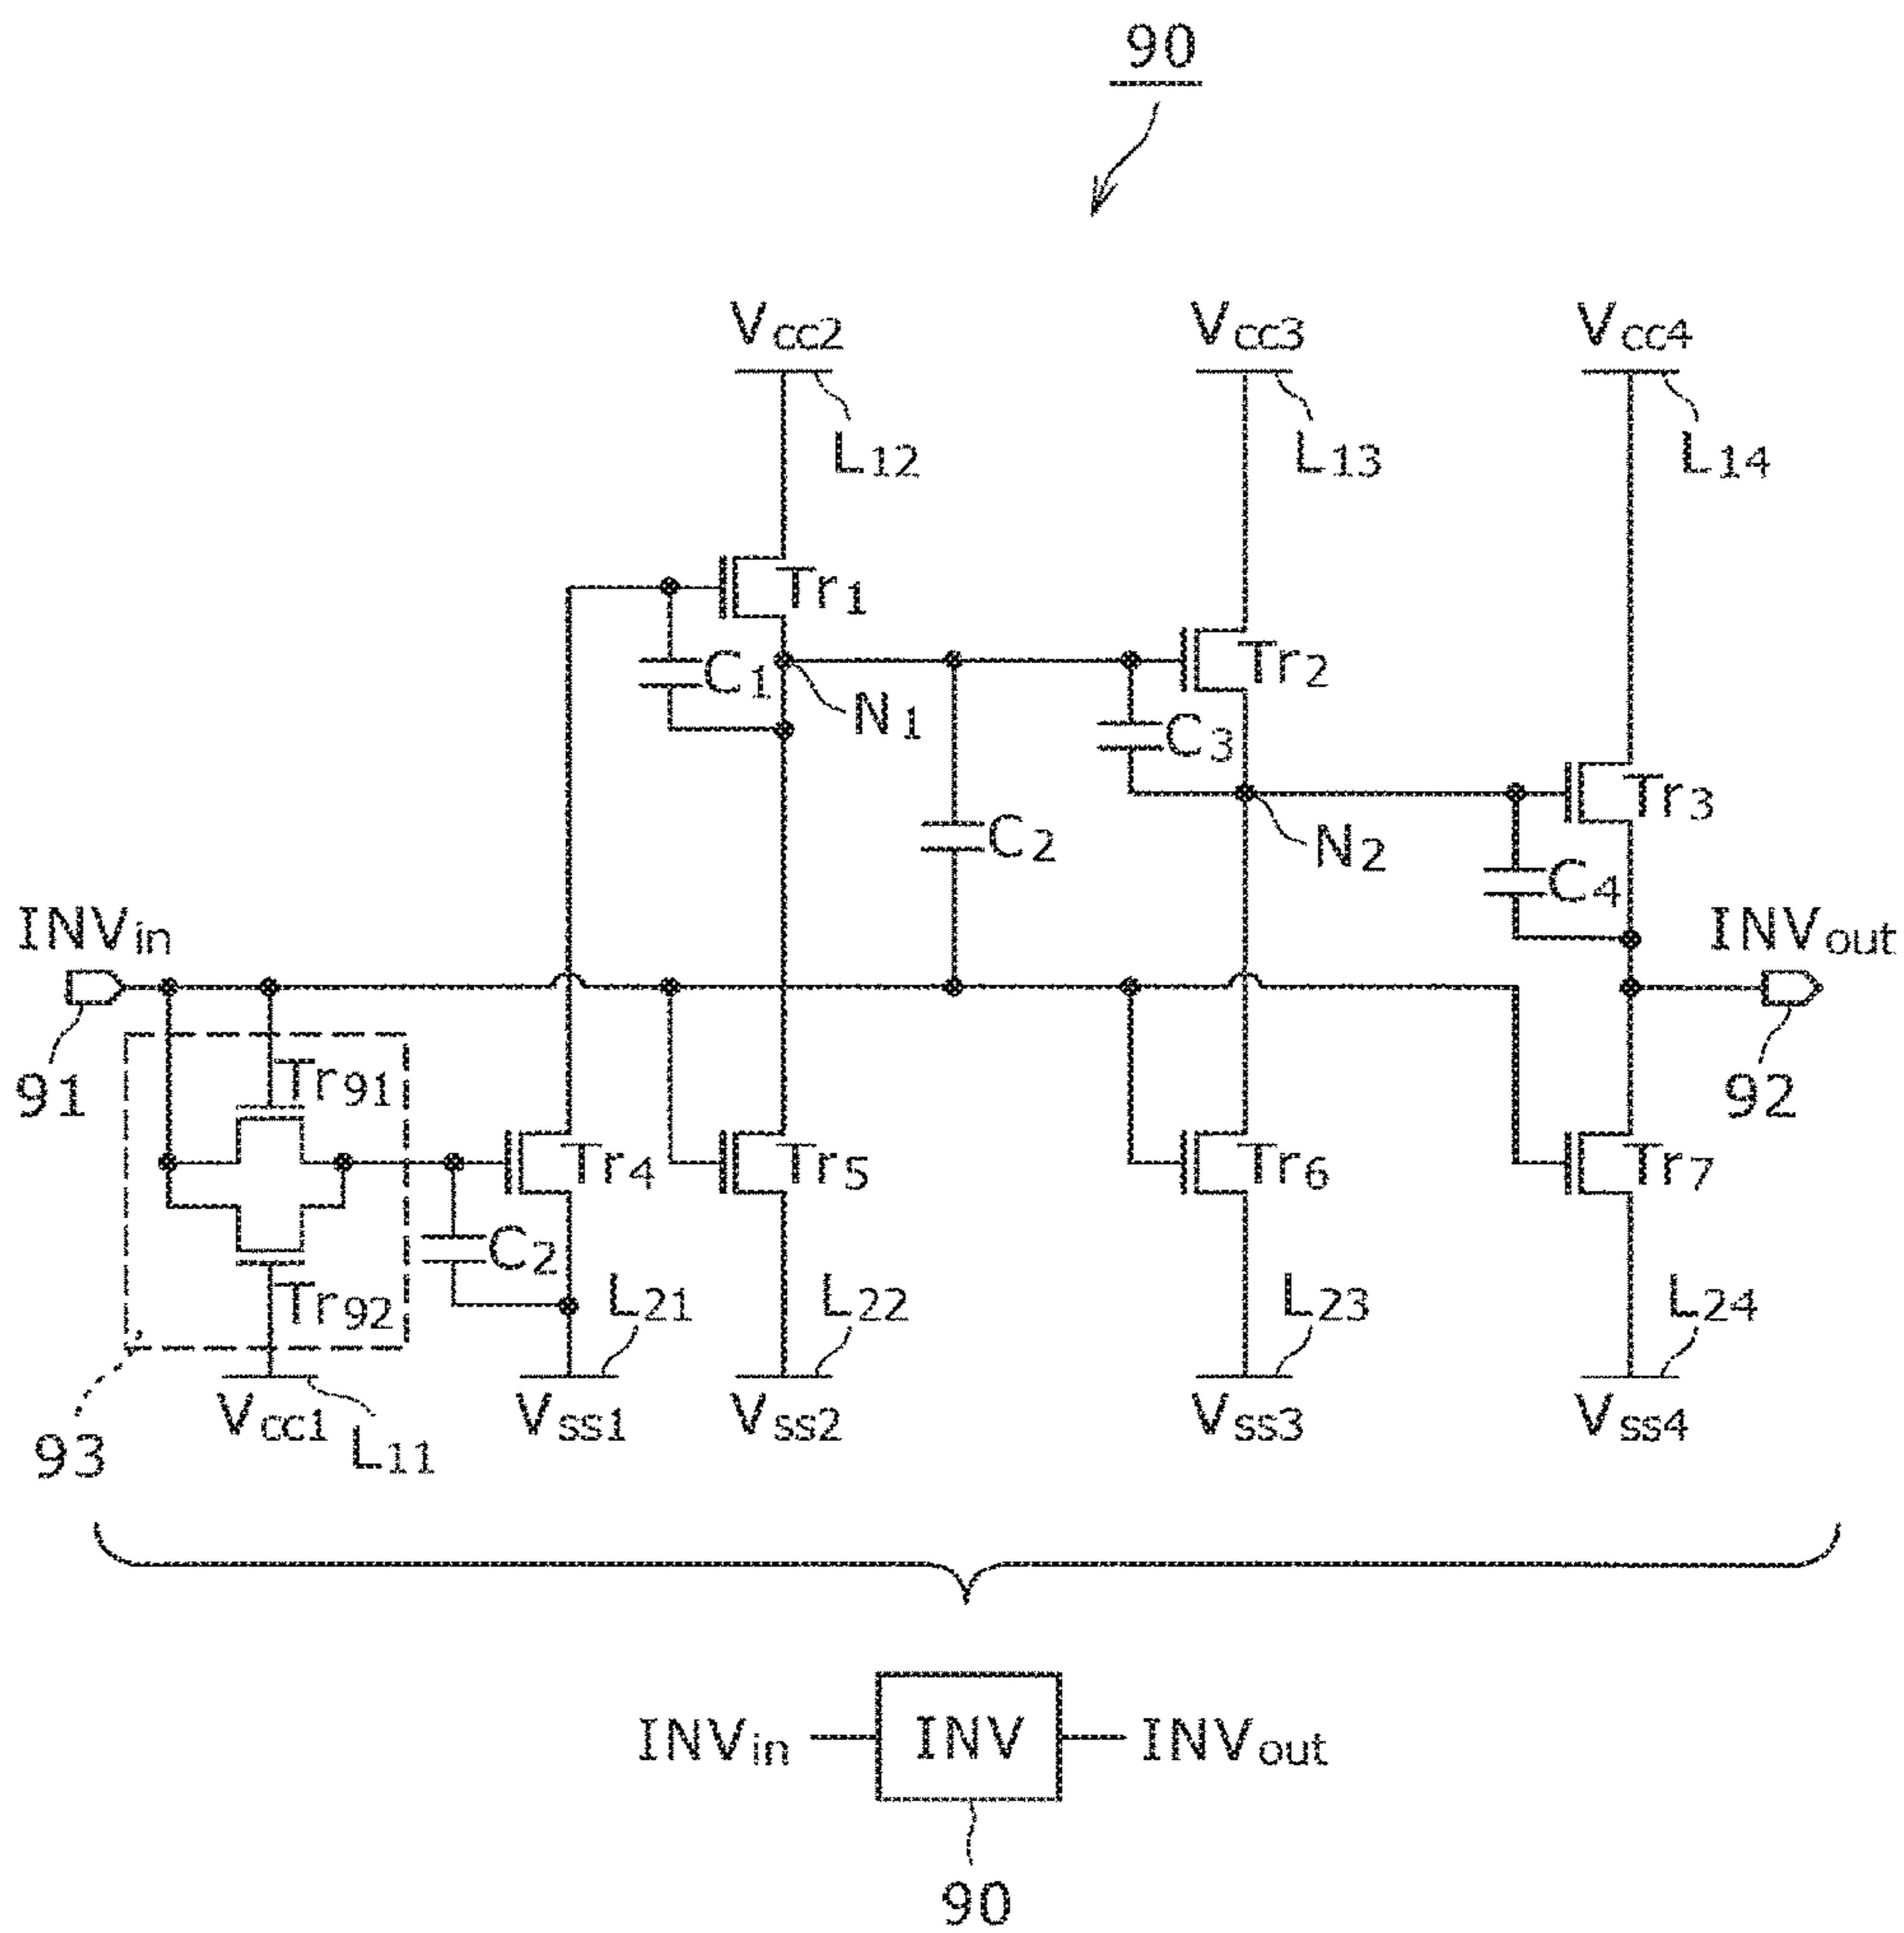 90
Vcc2 Vcc3 Vcc4
L12 L13 L14
Tr1
Tr2
C1 N1 C3
Tr3
C2 N2 C4
INVin INVout
91 Tr91 92
Tr4 Tr5 Tr6 Tr7
C2
Tr92 L21 L22 L23 L24
Vcc1 Vss1 Vss2 Vss3 Vss4
93 L11
INVin INV INVout
90